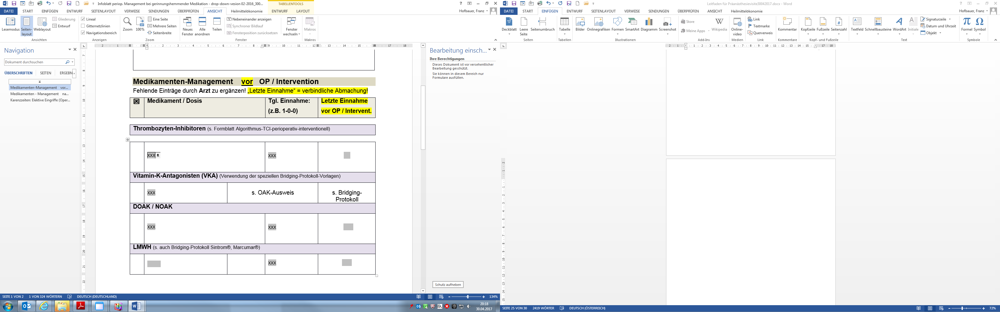 Infoblatt periop. Management bei gerinnungshemmender Medikation - drop-down-vesion 02-2016_300...
TABELLENTOOLS
DATEI START EINFÜGEN ENTWURF SEITENLAYOUT VERWEISE SENDUNGEN ÜBERPRÜFEN ANSICHT Heilmittelökonomie ENTWURF LAYOUT
Hofbauer, Franz
Lesemodus
Seiten-
layout
Weblayout
Gliederung
Entwurf
Ansichten
Lineal
Gitternetzlinien
Navigationsbereich
Anzeigen
Zoom
100%
Eine Seite
Mehrere Seiten
Seitenbreite
Zoom
Neues
Fenster
Alle
anordnen
Teilen
Nebeneinander anzeigen
Synchroner Bildlauf
Fensterposition zurücksetzen
Fenster
wechseln
Fenster
Makros
Makros
Navigation
Dokument durchsuchen
ÜBERSCHRIFTEN SEITEN ERGEBN
Medikamenten-Management vor...
Medikamenten - Management na...
Karenzzeiten: Elektive Eingriffe (Oper...
Medikamenten-Management vor OP / Intervention
Fehlende Einträge durch Arzt zu ergänzen! „Letzte Einnahme“ = verbindliche Abmachung!
Medikament / Dosis
Tgl. Einnahme:
(z.B. 1-0-0)
Letzte Einnahme
vor OP / Intervent.
Thrombozyten-Inhibitoren (s. Formblatt Algorithmus-TCI-perioperativ-interventionell)
XXX XXX
Vitamin-K-Antagonisten (VKA) (Verwendung der speziellen Bridging-Protokoll-Vorlagen)
XXX s. OAK-Ausweis s. Bridging-
Protokoll
DOAK / NOAK
XXX XXX
LMWH (s. auch Bridging-Protokoll Sintrom®, Marcumar®)
XXX
Bearbeitung einsch...
Ihre Berechtigungen
Dieses Dokument ist vor versehentlicher
Bearbeitung geschützt.
Sie können in diesem Bereich nur
Formulare ausfüllen.
Schutz aufheben
SEITE 1 VON 2 1 VON 324 WÖRTERN DEUTSCH (DEUTSCHLAND)
134%
20:18
30.04.2017
Leitfaden für Präanästhesievisite30042017.docx - Word
DATEI START EINFÜGEN ENTWURF SEITENLAYOUT VERWEISE SENDUNGEN ÜBERPRÜFEN ANSICHT Heilmittelökonomie
Hofbauer, Franz
Deckblatt
Leere
Seite
Seitenumbruch
Seiten
Tabelle
Tabellen
Bilder Onlinegrafiken Formen SmartArt Diagramm Screenshot
Illustrationen
Store
Meine Apps
Wikipedia
Add-Ins
Online-
video
Medien
Link
Textmarke
Querverweis
Link
Kommentar
Kommentare
Kopfzeile Fußzeile Seitenzahl
Kopf- und Fußzeile
Textfeld Schnellbausteine WordArt Initiale
Signaturzeile
Datum und Uhrzeit
Objekt
Text
Formel Symbol
Symbole
SEITE 25 VON 30 2419 WÖRTER DEUTSCH (ÖSTERREICH)
72%